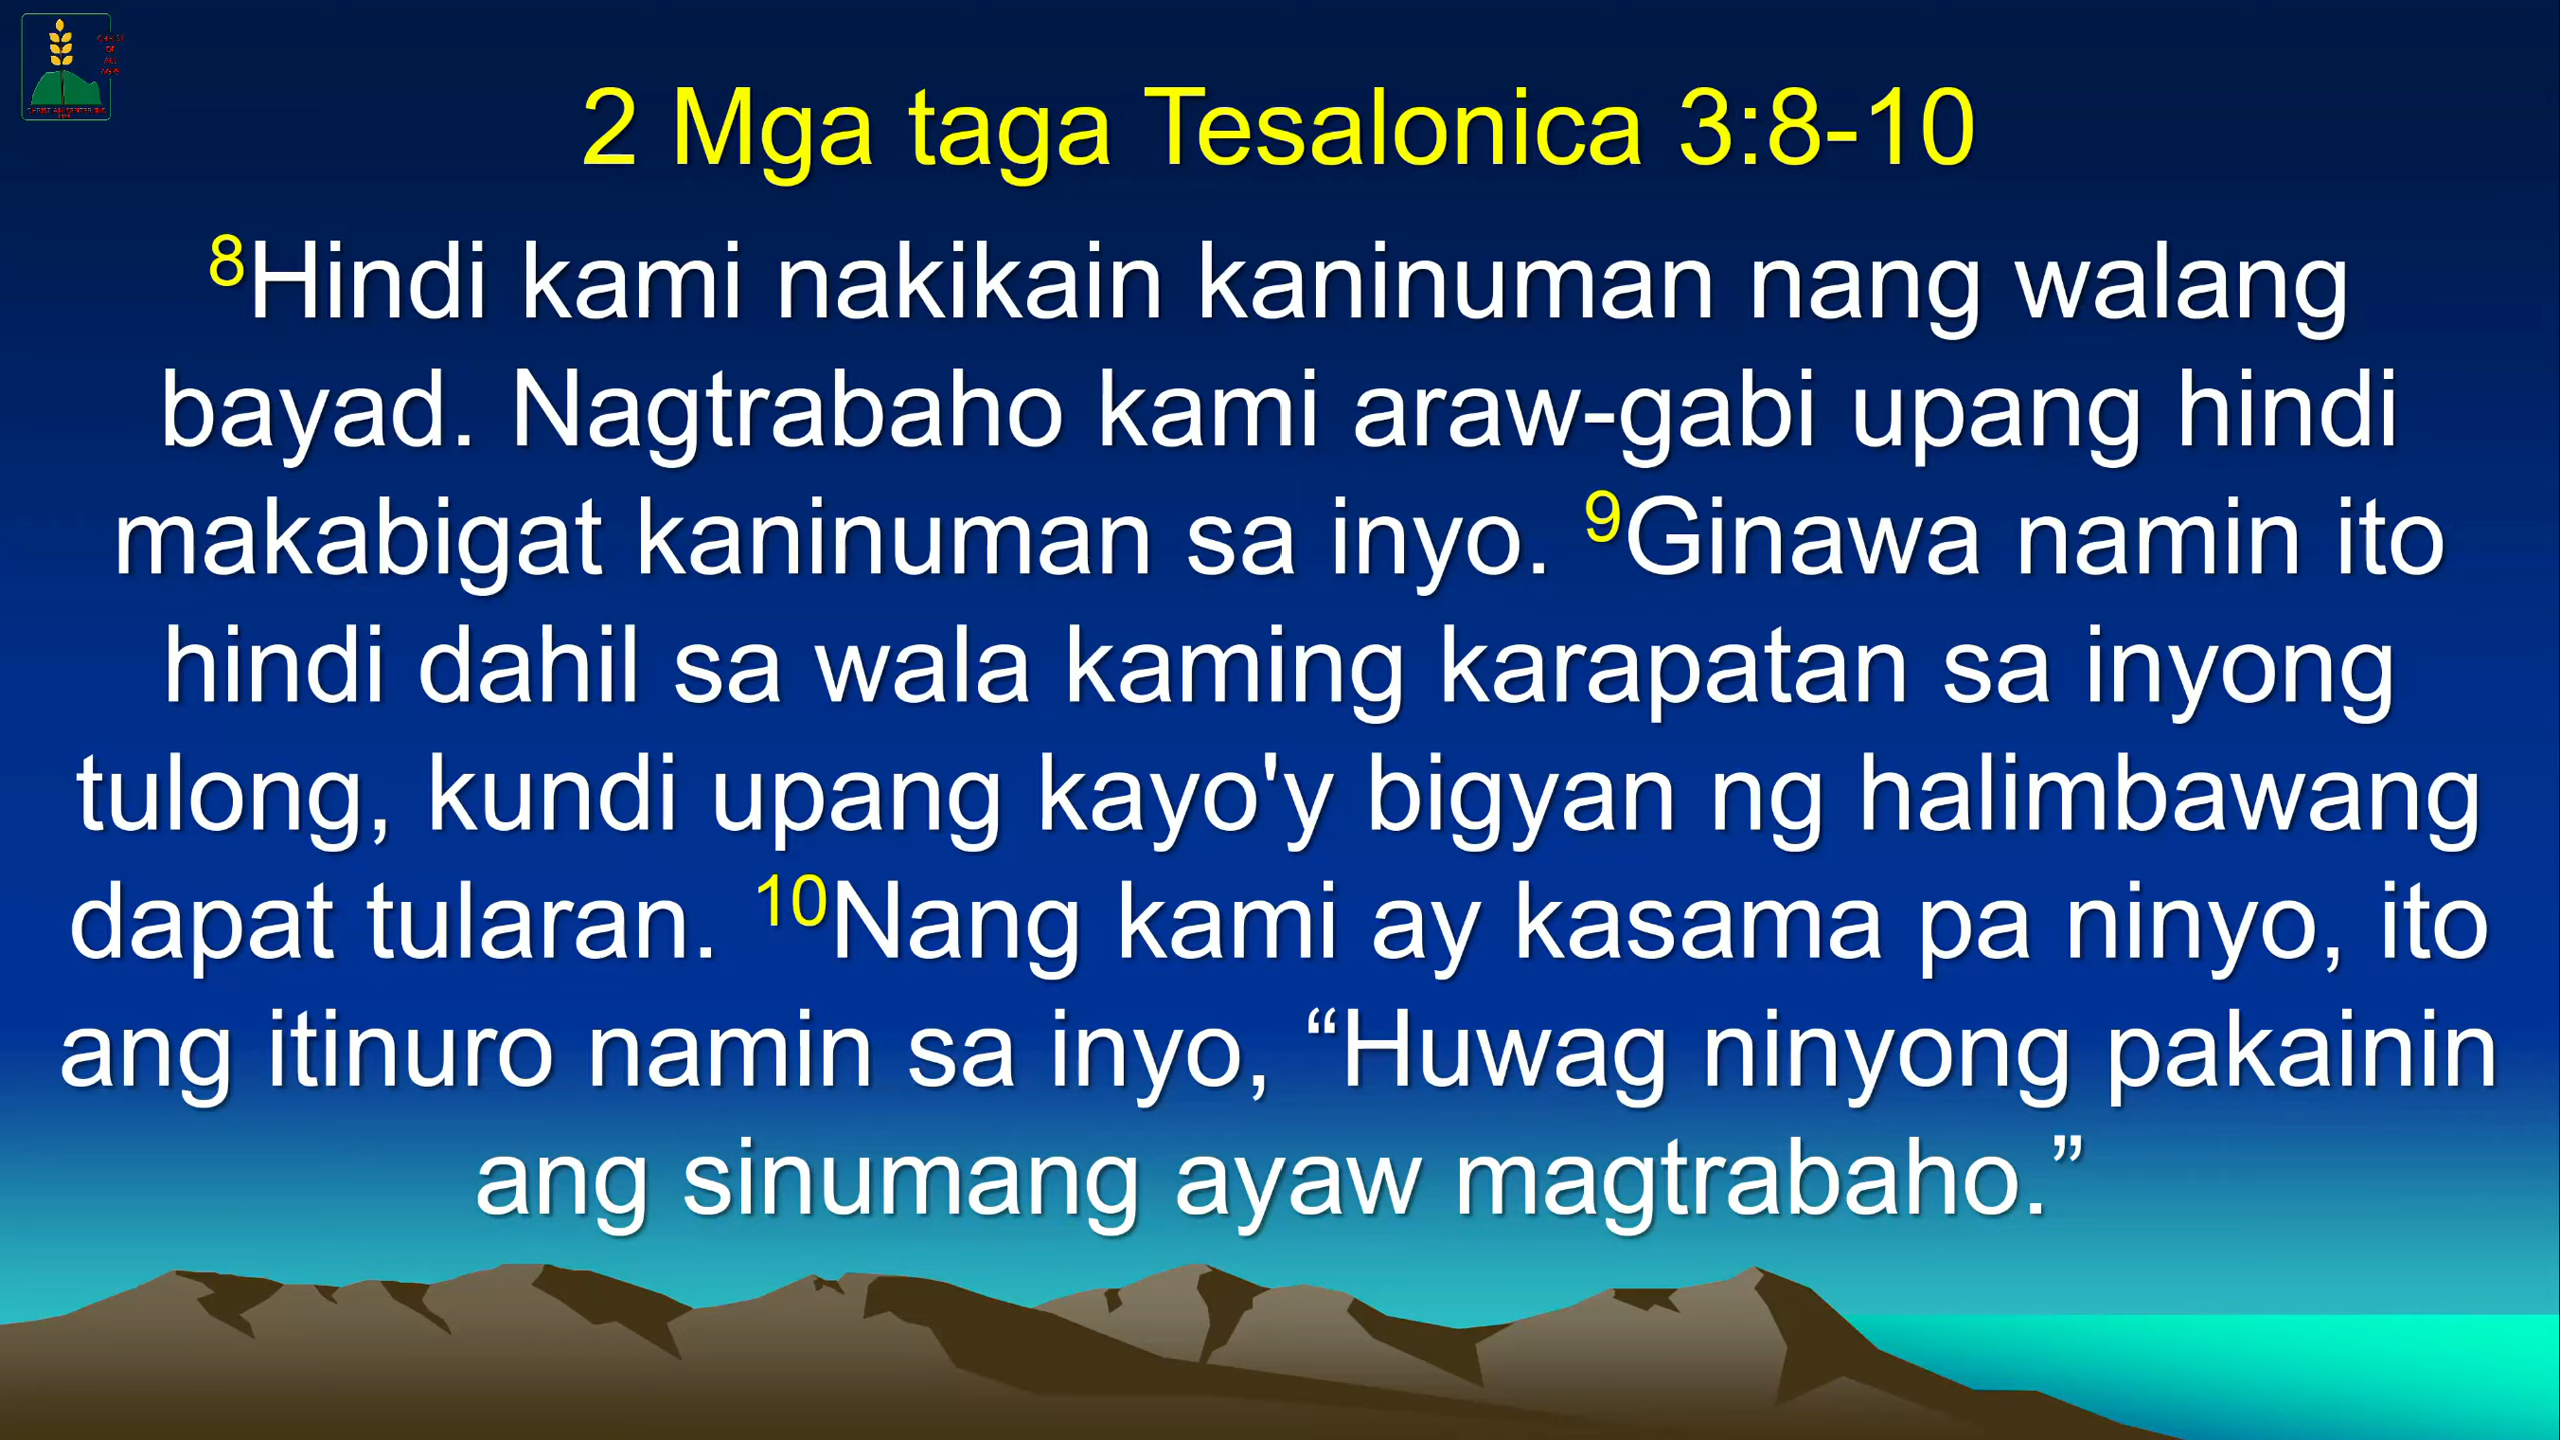 2 Mga taga Tesalonica 3:8-10
8Hindi kami nakikain kaninuman nang walang
bayad. Nagtrabaho kami araw-gabi upang hindi
makabigat kaninuman sa inyo. 9Ginawa namin ito
hindi dahil sa wala kaming karapatan sa inyong
tulong, kundi upang kayo'y bigyan ng halimbawang
dapat tularan. 10Nang kami ay kasama pa ninyo, ito
ang itinuro namin sa inyo, “Huwag ninyong pakainin
ang sinumang ayaw magtrabaho.”